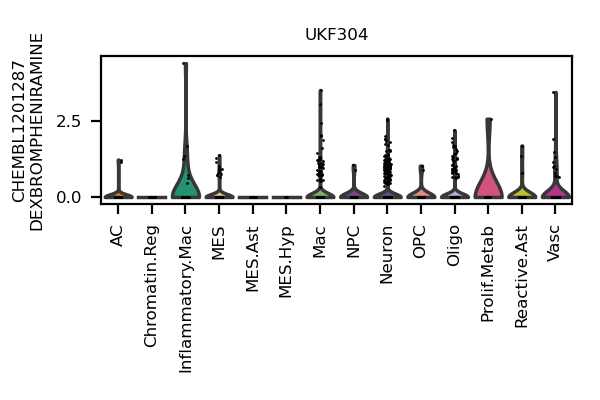 UKF304
CHEMBL1201287
DEXBROMPHENIRAMINE
2.5
0.0
AC
Chromatin.Reg
Inflammatory.Mac
MES
MES.Ast
MES.Hyp
Mac
NPC
Neuron
OPC
Oligo
Prolif.Metab
Reactive.Ast
Vasc